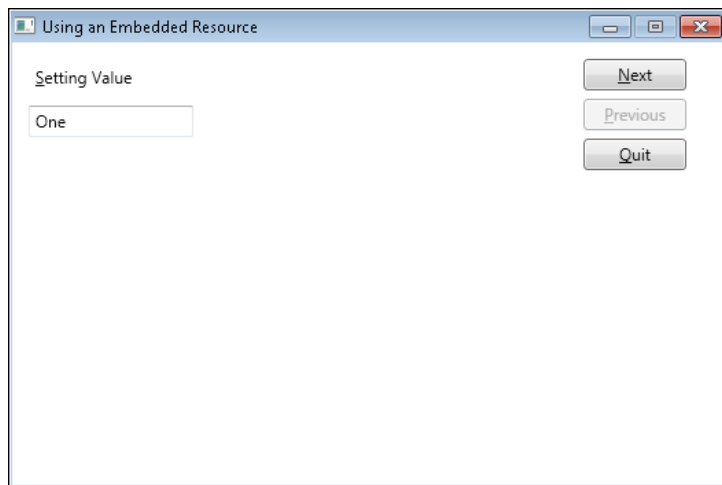 Using an Embedded Resource
Setting Value
Next
One
Previous
Quit